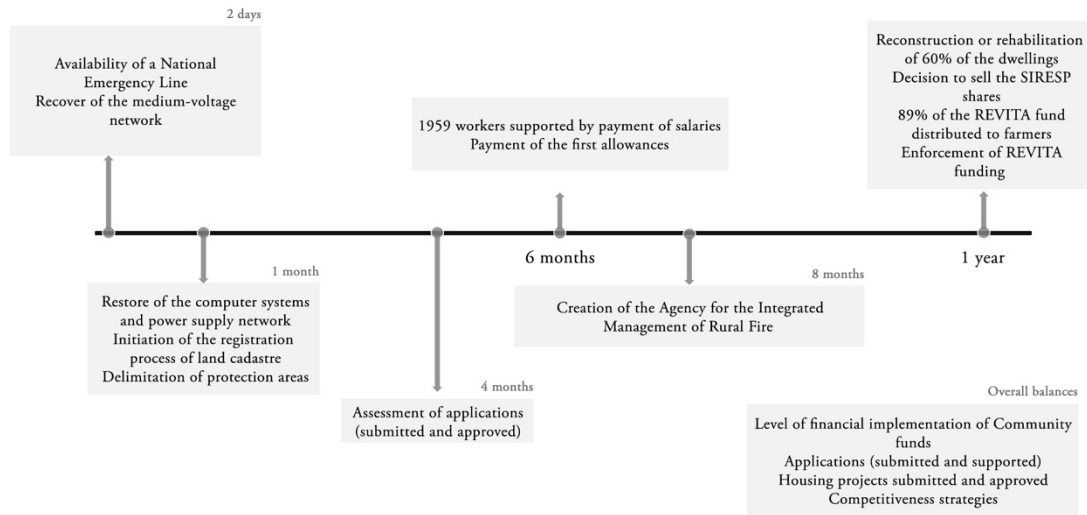 2 days
Availability of a National
Emergency Line
Recover of the medium-voltage
network
1959 workers supported by payment of salaries
Payment of the first allowances
Reconstruction or rehabilitation
of 60% of the dwellings
Decision to sell the SIRESP
shares
89% of the REVITA fund
distributed to farmers
Enforcement of REVITA
funding
6 months
1 year
1 month
Restore of the computer systems
and power supply network
Initiation of the registration
process of land cadastre
Delimitation of protection areas
8 months
Creation of the Agency for the Integrated
Management of Rural Fire
4 months
Assessment of applications
(submitted and approved)
Overall balances
Level of financial implementation of Community
funds
Applications (submitted and supported)
Housing projects submitted and approved
Competitiveness strategies